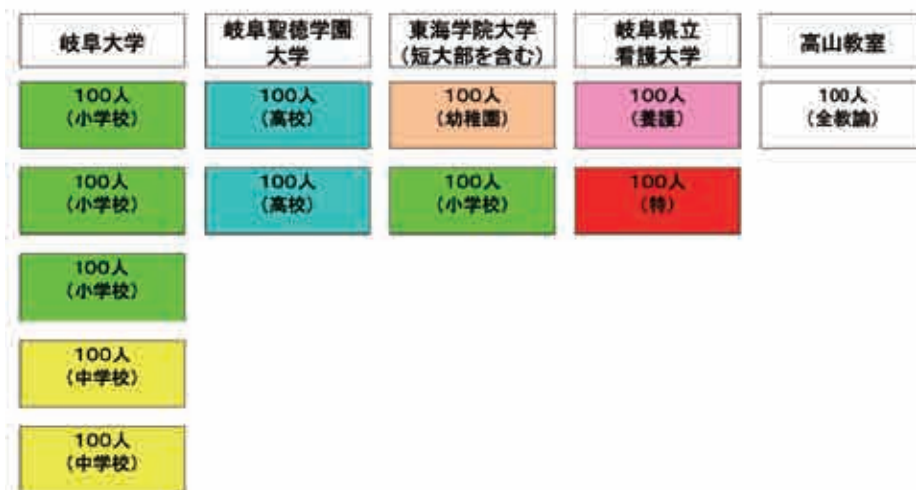 岐阜大学
岐阜聖徳学園
大学
東海学院大学
(短大部を含む)
岐阜県立
看護大学
高山教室
100人
(小学校)
100人
(高校)
100人
(幼稚園)
100人
(養護)
100人
(全教諭)
100人
(小学校)
100人
(高校)
100人
(小学校)
100人
(特)
100人
(小学校)
100人
(中学校)
100人
(中学校)